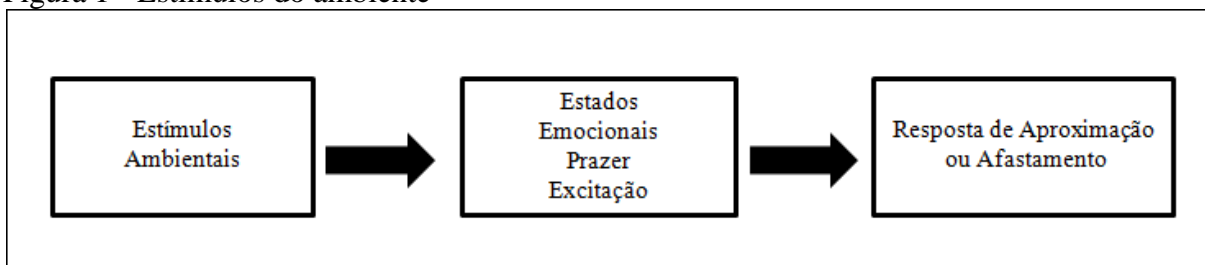 Figura 1 - Estímulos do ambiente
Estímulos
Ambientais
Estados
Emocionais
Prazer
Excitação
Resposta de Aproximação
ou Afastamento